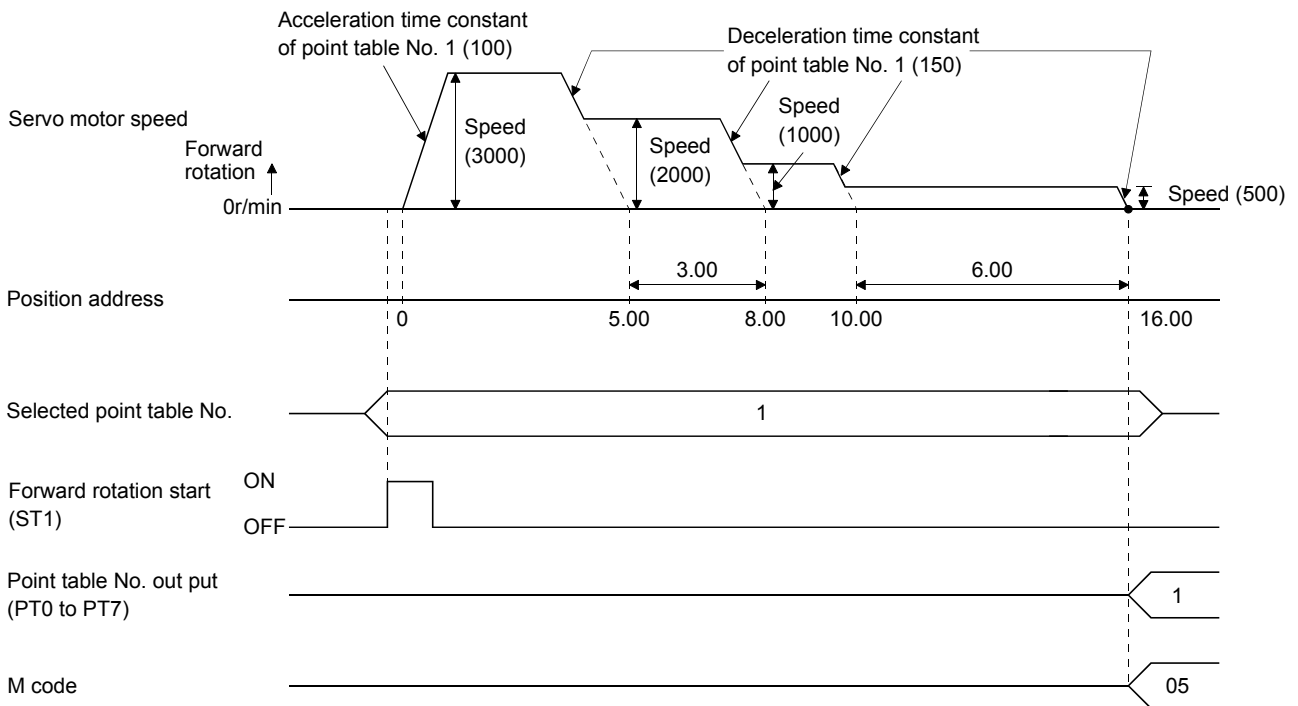 Acceleration time constant
of point table No. 1 (100)
Deceleration time constant
of point table No. 1 (150)
Servo motor speed
Forward
rotation
0r/min
Speed
(3000)
Speed
(2000)
Speed
(1000)
Speed (500)
3.00
6.00
Position address
0
5.00
8.00
10.00
16.00
Selected point table No.
1
Forward rotation start
(ST1)
ON
OFF
Point table No. out put
(PT0 to PT7)
1
M code
05